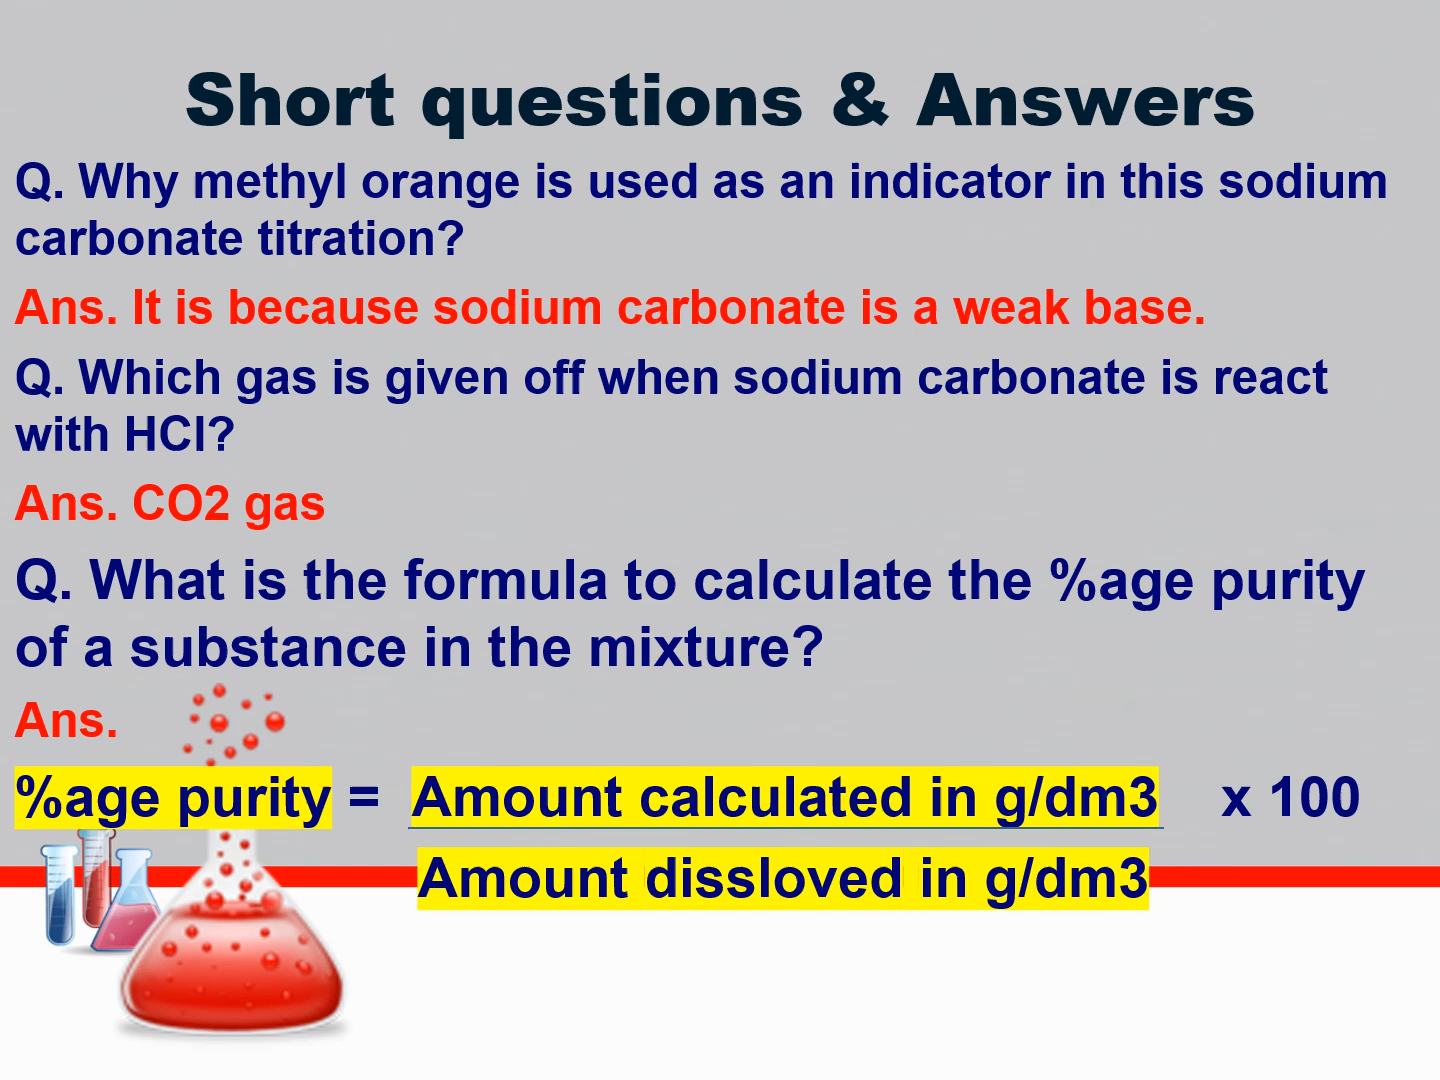 Short questions & Answers
Q. Why methyl orange is used as an indicator in this sodium
carbonate titration?
Ans. It is because sodium carbonate is a weak base.
Q. Which gas is given off when sodium carbonate is react
with HCl?
Ans. CO2 gas
Q. What is the formula to calculate the %age purity
of a substance in the mixture?
Ans.
%age purity = Amount calculated in g/dm3 x 100
Amount dissloved in g/dm3